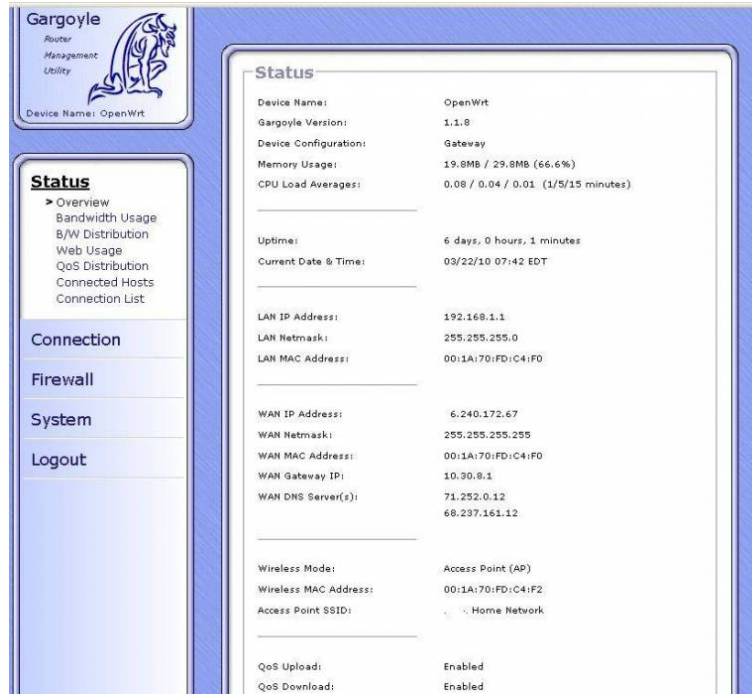 Gargoyle
Router
Management
Utility
Device Name: OpenWrt
Status
> Overview
Bandwidth Usage
B/W Distribution
Web Usage
QoS Distribution
Connected Hosts
Connection List
Connection
Firewall
System
Logout
Status
Device Name: OpenWrt
Gargoyle Version: 1.1.8
Device Configuration: Gateway
Memory Usage: 19.8MB / 29.8MB (66.6%)
CPU Load Averages: 0.08 / 0.04 / 0.01 (1/5/15 minutes)
Uptime: 6 days, 0 hours, 1 minutes
Current Date & Time: 03/22/10 07:42 EDT
LAN IP Address: 192.168.1.1
LAN Netmask: 255.255.255.0
LAN MAC Address: 00:1A:70:FD:C4:F0
WAN IP Address: 6.240.172.67
WAN Netmask: 255.255.255.255
WAN MAC Address: 00:1A:70:FD:C4:F0
WAN Gateway IP: 10.30.8.1
WAN DNS Server(s): 71.252.0.12
68.237.161.12
Wireless Mode: Access Point (AP)
Wireless MAC Address: 00:1A:70:FD:C4:F2
Access Point SSID: Home Network
QoS Upload: Enabled
QoS Download: Enabled